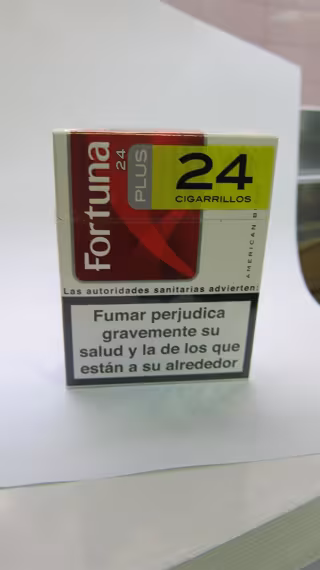 Fortuna
24
PLUS
24
CIGARRILLOS
AMERICAN B
Las autoridades sanitarias advierten:
Fumar perjudica
gravemente su
salud y la de los que
están a su alrededor